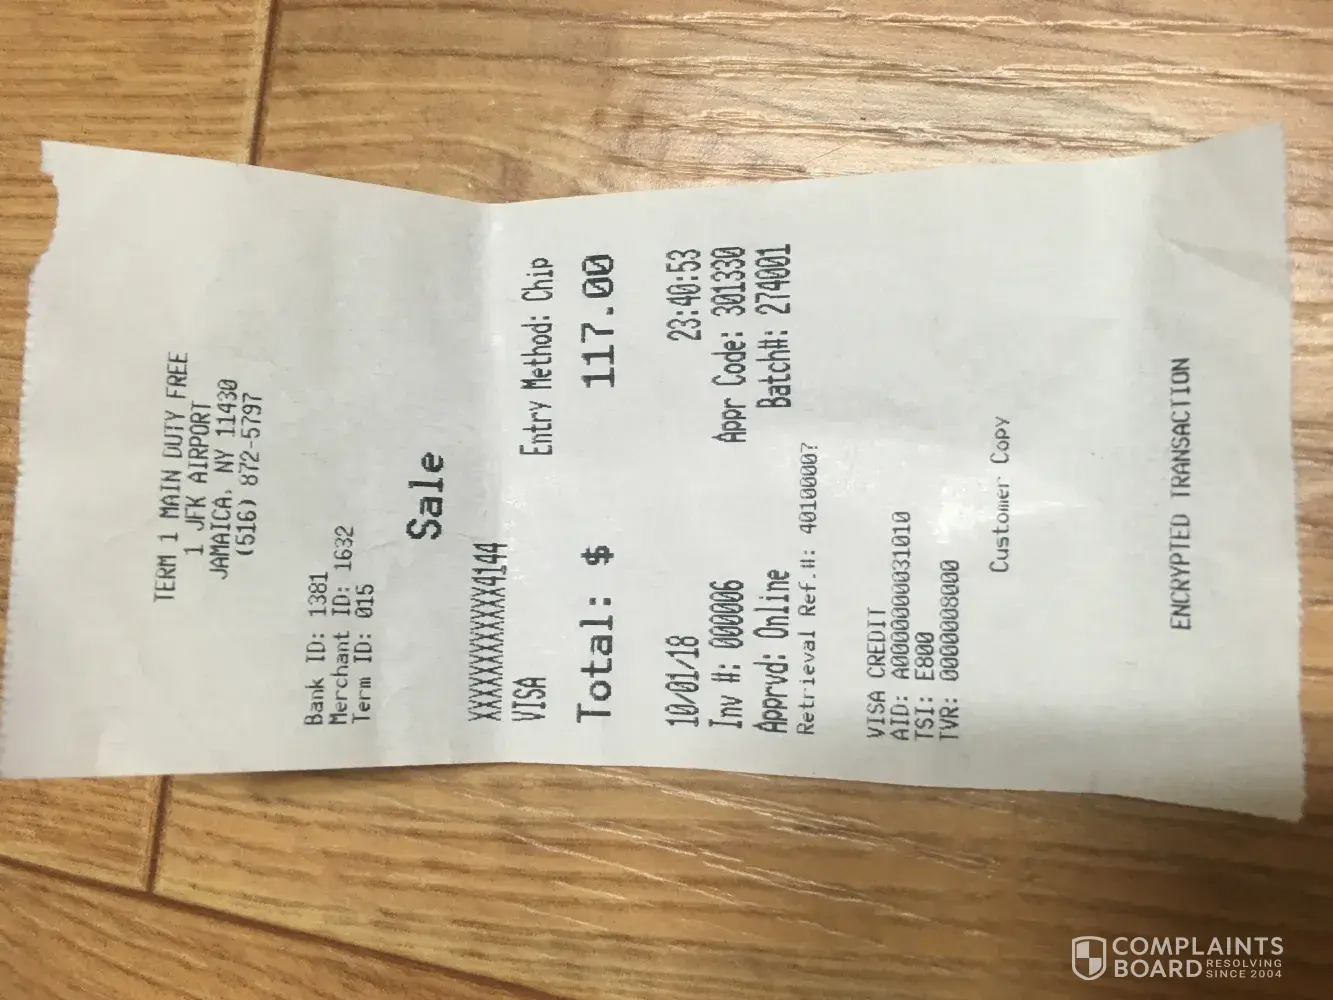 TERM 1 MAIN DUTY FREE
1 JFK AIRPORT
JAMAICA, NY 11430
(516) 872-5797
Bank ID: 1381
Merchant ID: 1632
Term ID: 015
Sale
XXXXXXXXXXXX4144
VISA Entry Method: Chip
Total: $ 117.00
10/01/18 23:40:53
Inv #: 000006 Appr Code: 301330
Apprvd: Online Batch#: 274001
Retrieval Ref.#: 401000007
VISA CREDIT
AID: A0000000031010
TSI: E800
TVR: 0000008000
Customer Copy
ENCRYPTED TRANSACTION
COMPLAINTS
BOARD RESOLVING
SINCE 2004